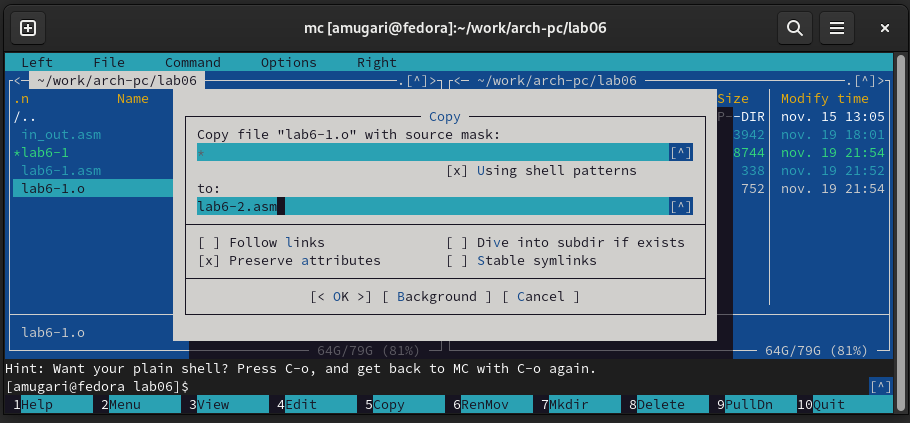 mc [amugari@fedora]:~/work/arch-pc/lab06
Left File Command Options Right
<─ ~/work/arch-pc/lab06 .[^]> <─ ~/work/arch-pc/lab06 .[^]>
.n Name Size Modify time
/.. P--DIR nov. 15 13:05
in_out.asm 3942 nov. 19 18:01
*lab6-1 8744 nov. 19 21:54
lab6-1.asm 338 nov. 19 21:52
lab6-1.o 752 nov. 19 21:54
Copy
Copy file "lab6-1.o" with source mask:
* [^]
[x] Using shell patterns
to:
lab6-2.asm [^]
[ ] Follow links [ ] Dive into subdir if exists
[x] Preserve attributes [ ] Stable symlinks
[< OK >] [ Background ] [ Cancel ]
lab6-1.o
64G/79G (81%) 64G/79G (81%)
Hint: Want your plain shell? Press C-o, and get back to MC with C-o again.
[amugari@fedora lab06]$ [^]
1Help 2Menu 3View 4Edit 5Copy 6RenMov 7Mkdir 8Delete 9PullDn 10Quit